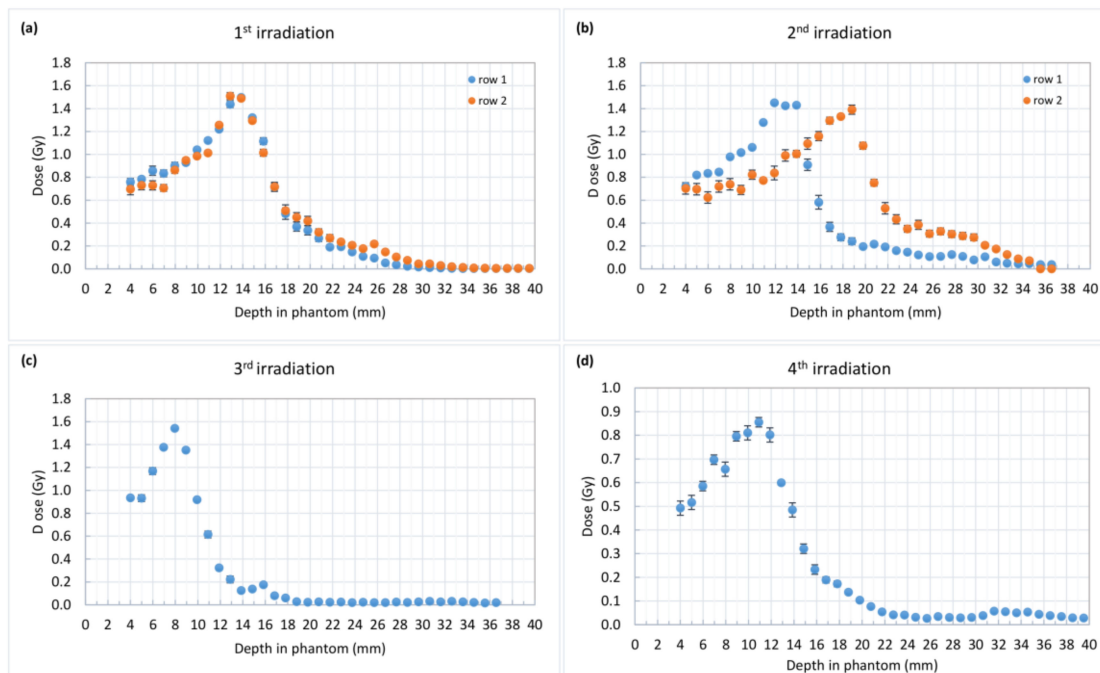 (a)
1st irradiation
1.8
1.6
1.4
1.2
1.0
0.8
0.6
0.4
0.2
0.0
Dose (Gy)
row 1
row 2
0 2 4 6 8 10 12 14 16 18 20 22 24 26 28 30 32 34 36 38 40
Depth in phantom (mm)
(b)
2nd irradiation
1.8
1.6
1.4
1.2
1.0
0.8
0.6
0.4
0.2
0.0
D ose (Gy)
row 1
row 2
0 2 4 6 8 10 12 14 16 18 20 22 24 26 28 30 32 34 36 38 40
Depth in phantom (mm)
(c)
3rd irradiation
1.8
1.6
1.4
1.2
1.0
0.8
0.6
0.4
0.2
0.0
D ose (Gy)
0 2 4 6 8 10 12 14 16 18 20 22 24 26 28 30 32 34 36 38 40
Depth in phantom (mm)
(d)
4th irradiation
1.0
0.9
0.8
0.7
0.6
0.5
0.4
0.3
0.2
0.1
0.0
Dose (Gy)
0 2 4 6 8 10 12 14 16 18 20 22 24 26 28 30 32 34 36 38 40
Depth in phantom (mm)